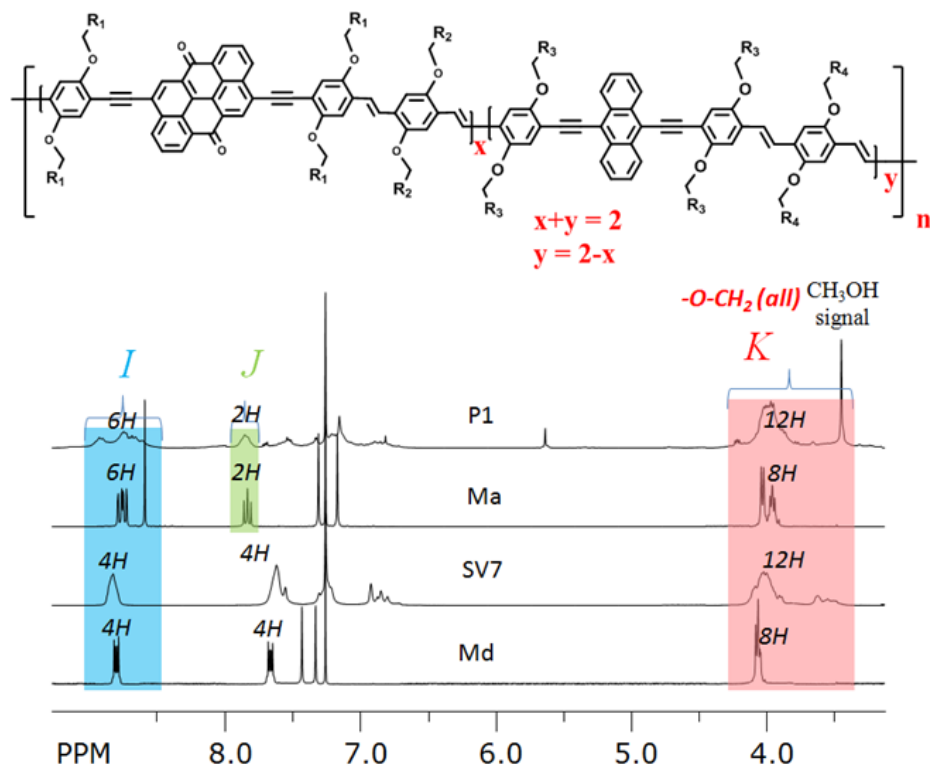 R1 R1 R2 R3 R3 R4
O O O O O O O
O O O O O O O
R1 R1 R2 R3 R3 R4
x y n
x+y = 2
y = 2-x
-O-CH2 (all) CH3OH
signal
I J K
6H 2H P1 12H
6H 2H Ma 8H
4H 4H SV7 12H
4H 4H Md 8H
PPM 8.0 7.0 6.0 5.0 4.0